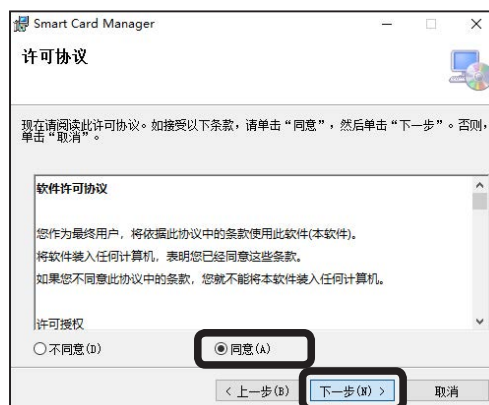 Smart Card Manager
许可协议
现在请阅读此许可协议。如接受以下条款，请单击“同意”，然后单击“下一步”。否则，
单击“取消”。
软件许可协议
您作为最终用户，将依据此协议中的条款使用此软件(本软件)。
将软件装入任何计算机，表明您已经同意这些条款。
如果您不同意此协议中的条款，您就不能将本软件装入任何计算机。
许可授权
不同意(D) 同意(A)
< 上一步(B) 下一步(N) > 取消